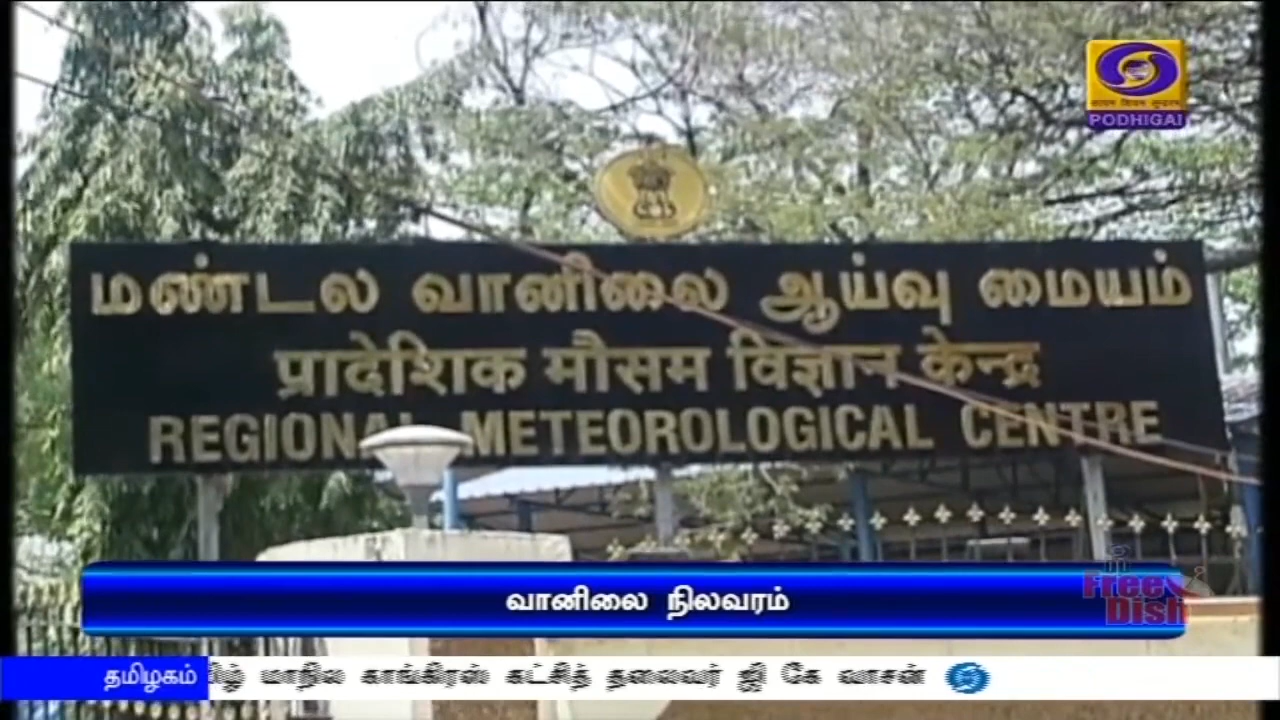 PODHIGAI
மண்டல வானிலை ஆய்வு மையம்
प्रादेशिक मौसम विज्ञान केन्द्र
REGIONAL METEOROLOGICAL CENTRE
வானிலை நிலவரம்
Free Dish
தமிழகம்
மாநில காங்கிரஸ் கட்சித் தலைவர் ஜி கே வாசன்